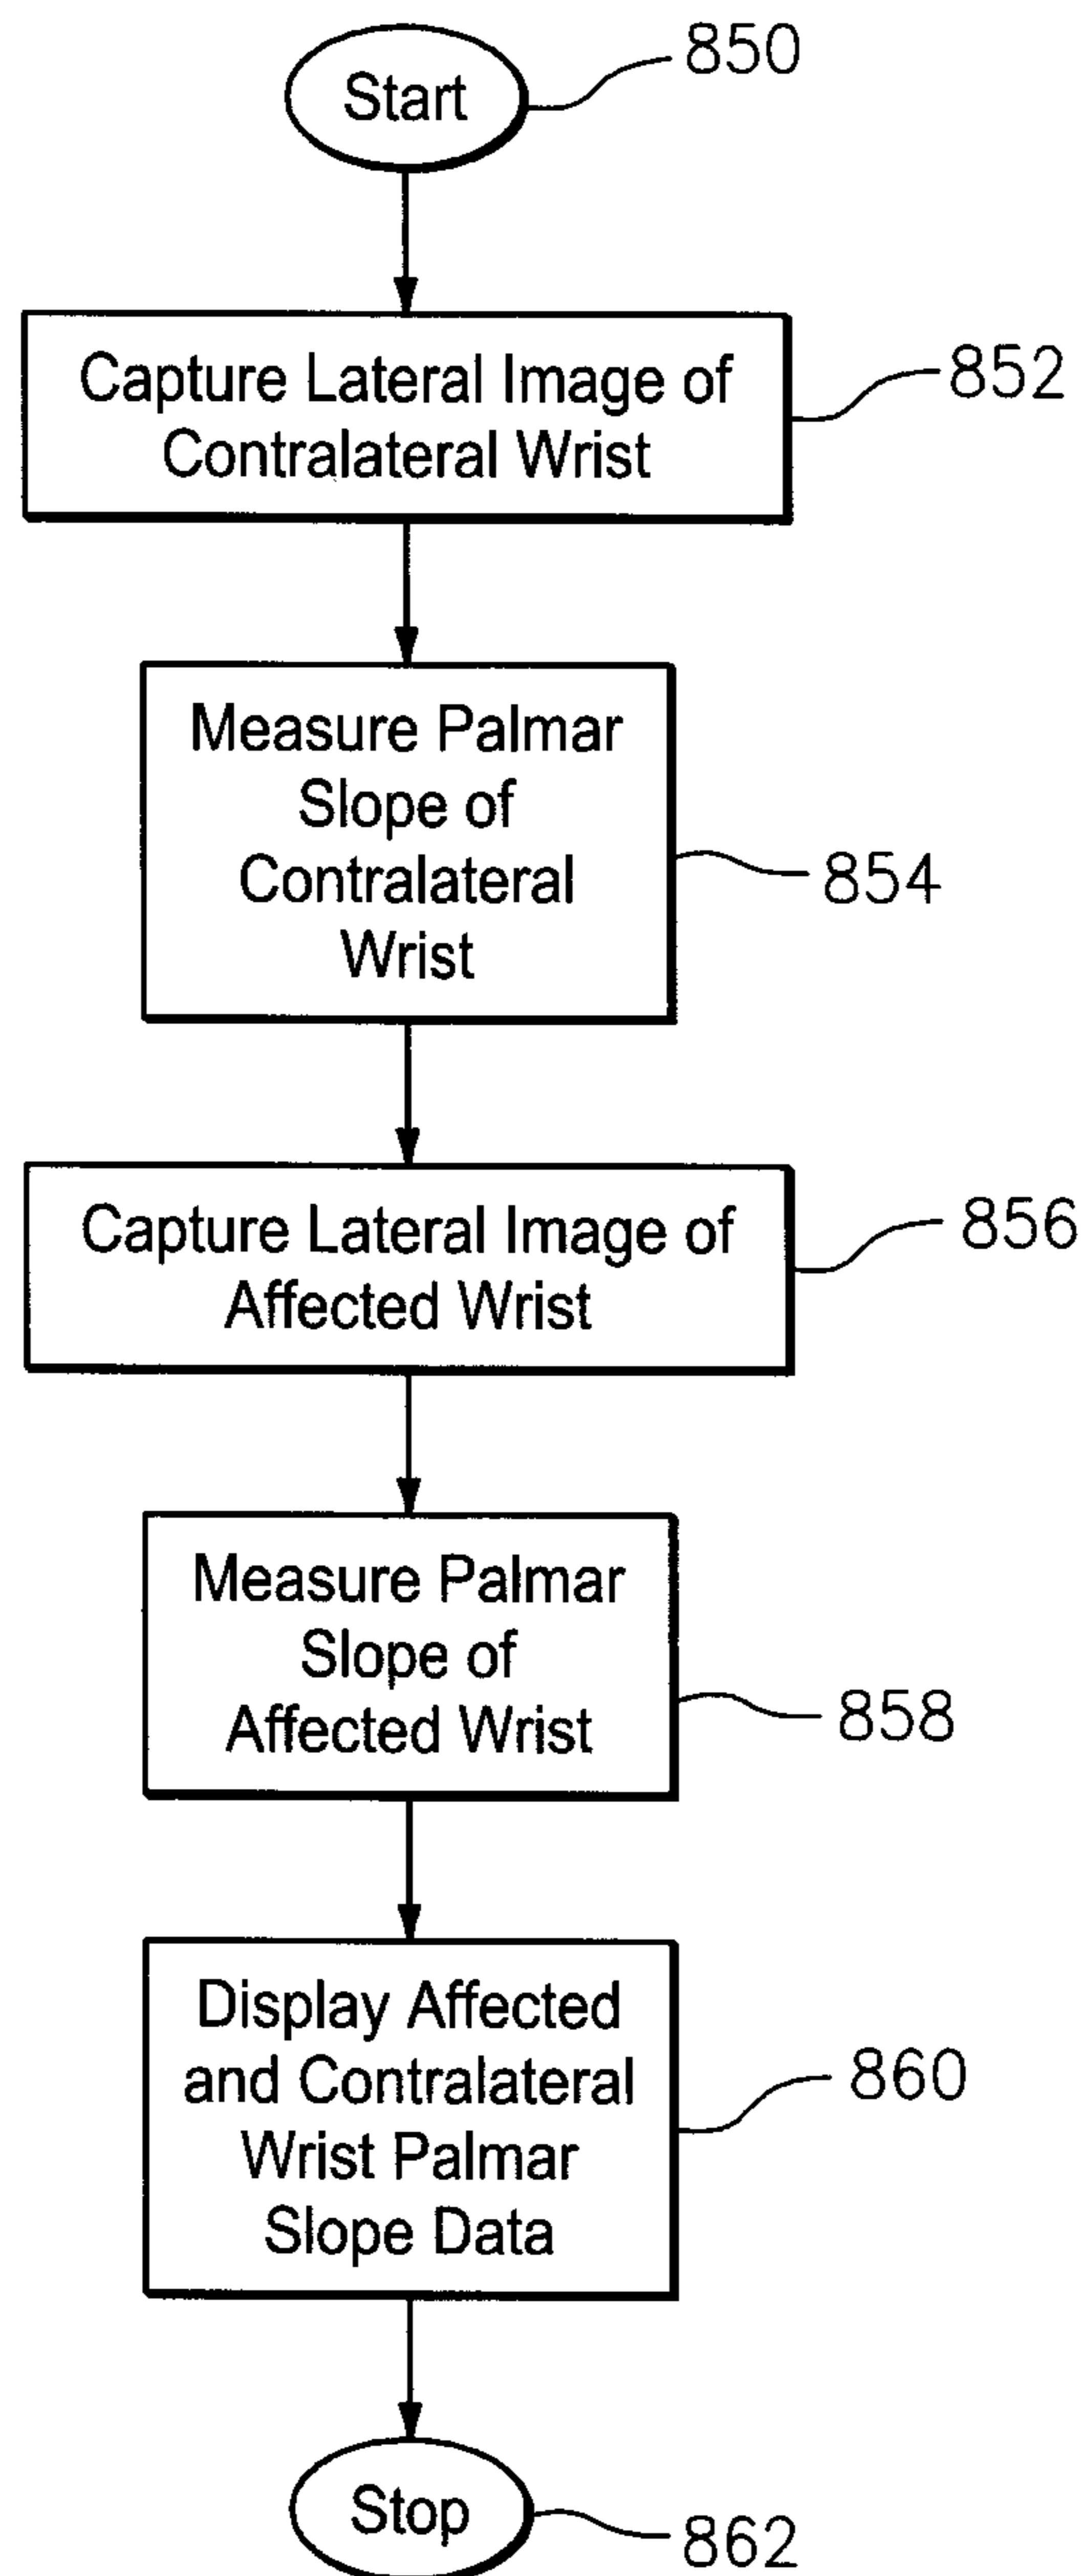 Start
850
Capture Lateral Image of
Contralateral Wrist
852
Measure Palmar
Slope of
Contralateral
Wrist
854
Capture Lateral Image of
Affected Wrist
856
Measure Palmar
Slope of
Affected Wrist
858
Display Affected
and Contralateral
Wrist Palmar
Slope Data
860
Stop
862